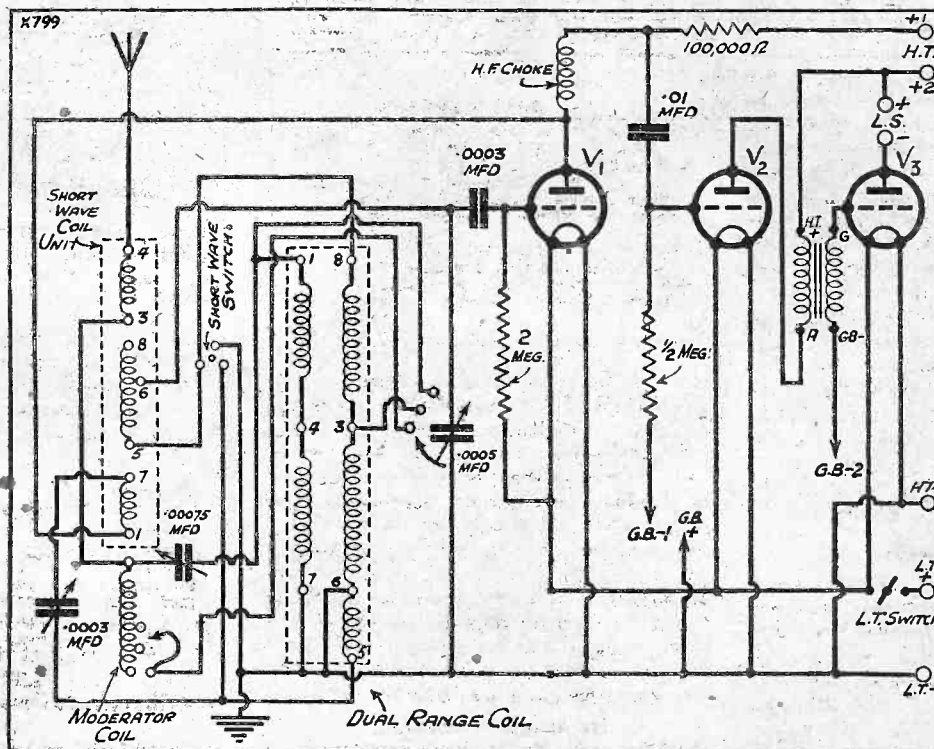 X799
+1
H.T.
+2
100,000 Ω
H.F. CHOKE
.01
MFD
+
L.S.
-
.0003
MFD
V1
V2
V3
SHORT
WAVE
COIL
UNIT
SHORT WAVE
SWITCH
4
3
8
6
5
7
1
1
8
4
3
7
6
5
H.T.
+
G
A
GB-
2
MEG.
1/2 MEG.
.0005
MFD
.00075
MFD
.0003
MFD
G.B.-1
G.B.
+
G.B.-2
HT-
L.T.
+
L.T. SWITCH
L.T.-
MODERATOR
COIL
DUAL RANGE COIL